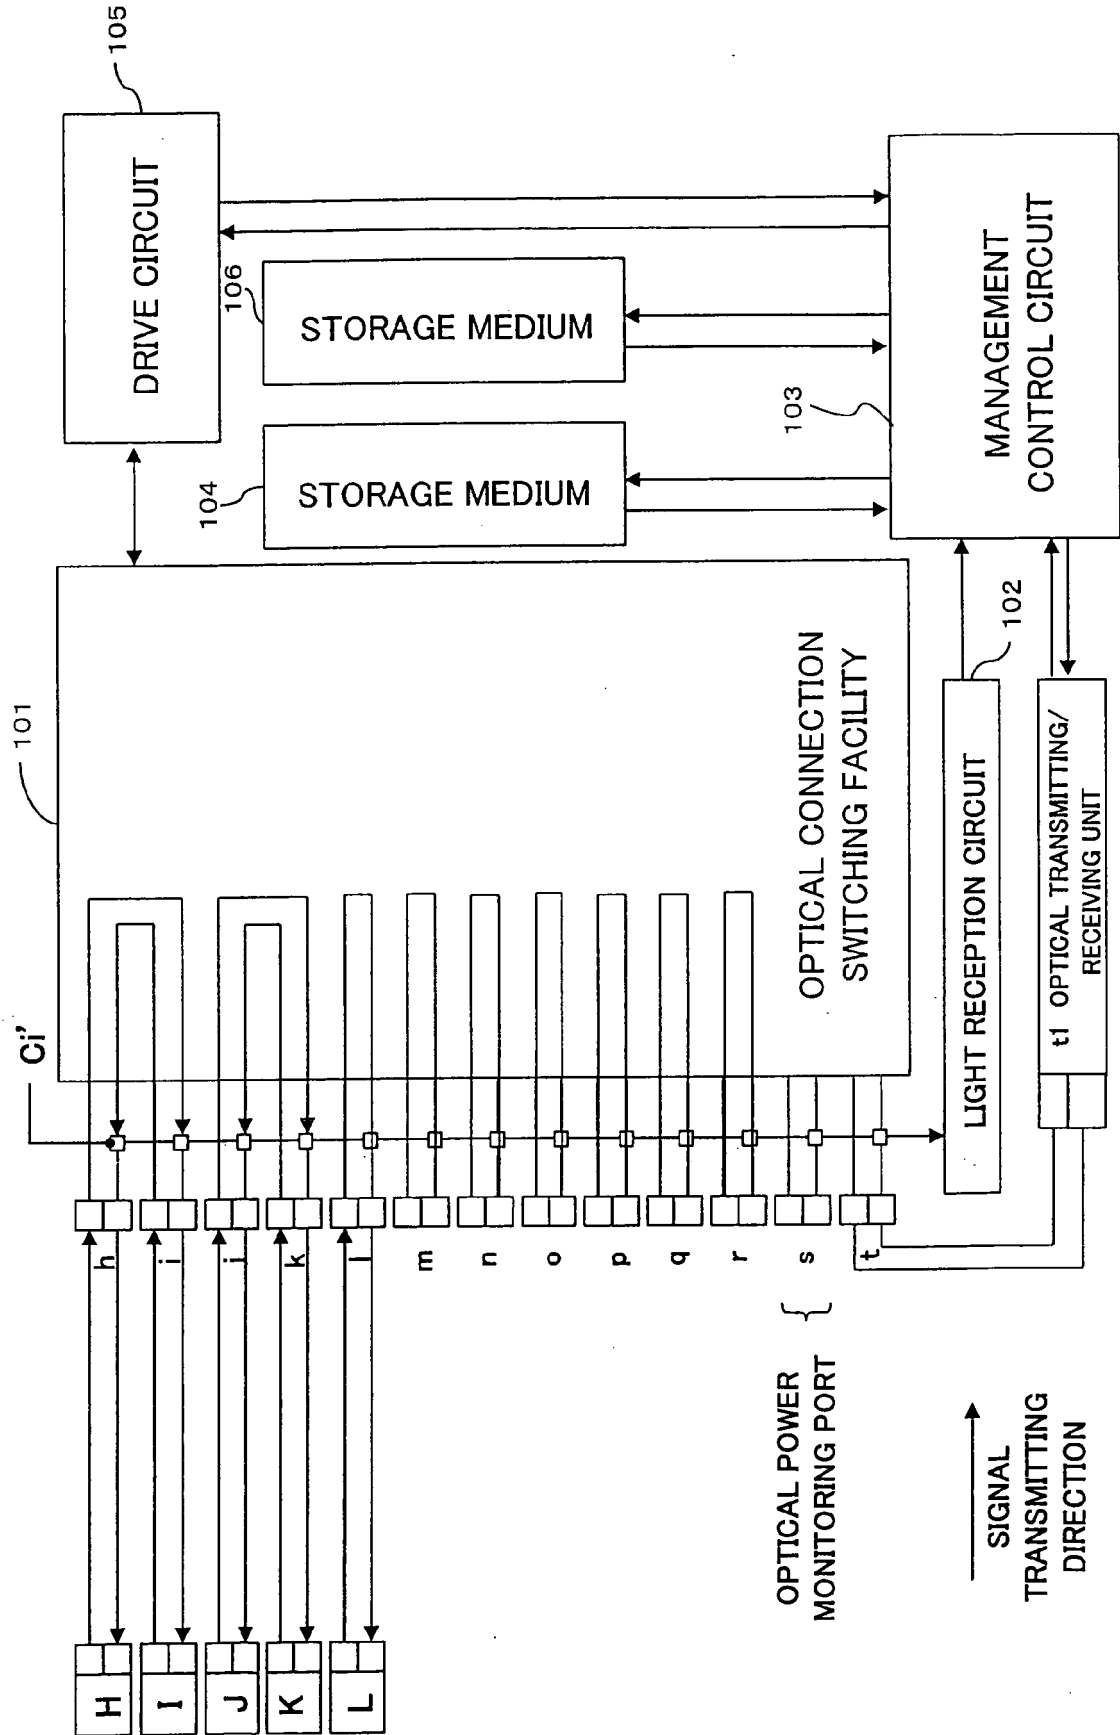 105
DRIVE CIRCUIT
106
STORAGE MEDIUM
104
STORAGE MEDIUM
103
MANAGEMENT
CONTROL CIRCUIT
101
OPTICAL CONNECTION
SWITCHING FACILITY
102
LIGHT RECEPTION CIRCUIT
t1 OPTICAL TRANSMITTING/
RECEIVING UNIT
Ci'
h
i
j
k
l
m
n
o
p
q
r
s
t
OPTICAL POWER
MONITORING PORT
SIGNAL
TRANSMITTING
DIRECTION
H
I
J
K
L